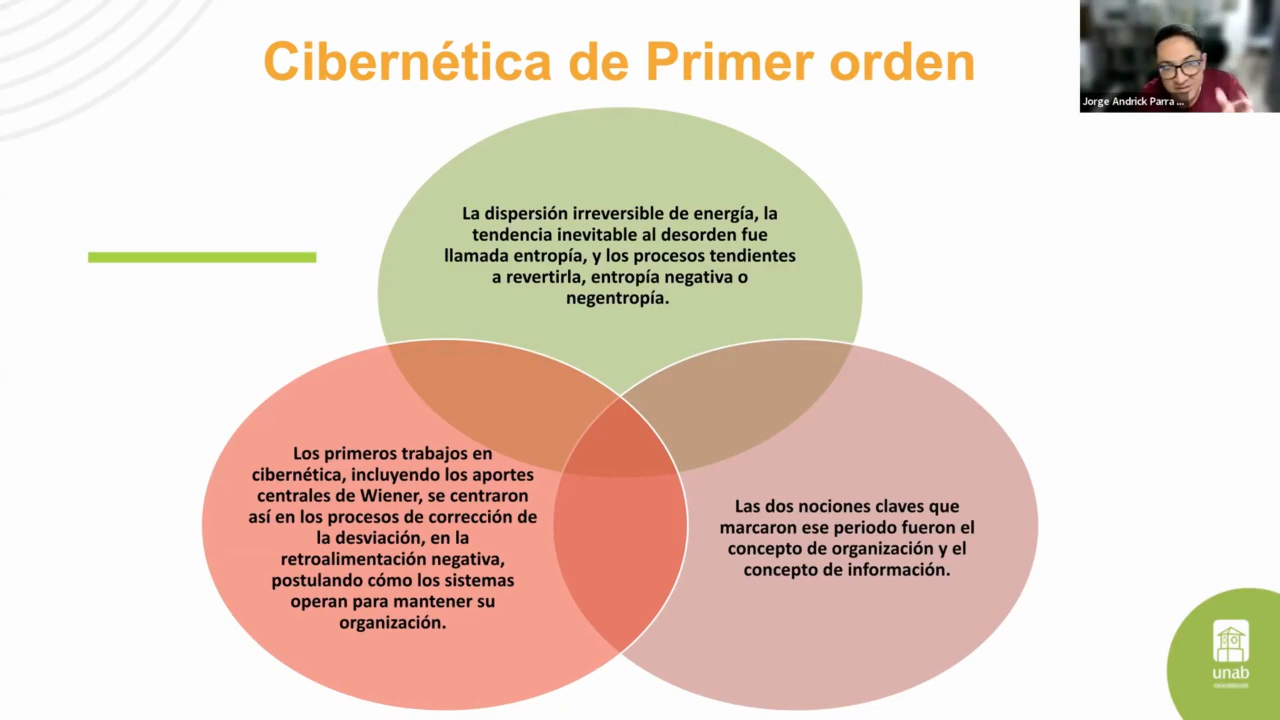 Cibernética de Primer orden
Jorge Andrick Parra ...
La dispersión irreversible de energía, la
tendencia inevitable al desorden fue
llamada entropía, y los procesos tendientes
a revertirla, entropía negativa o
negentropía.
Los primeros trabajos en
cibernética, incluyendo los aportes
centrales de Wiener, se centraron
así en los procesos de corrección de
la desviación, en la
retroalimentación negativa,
postulando cómo los sistemas
operan para mantener su
organización.
Las dos nociones claves que
marcaron ese periodo fueron el
concepto de organización y el
concepto de información.
unab